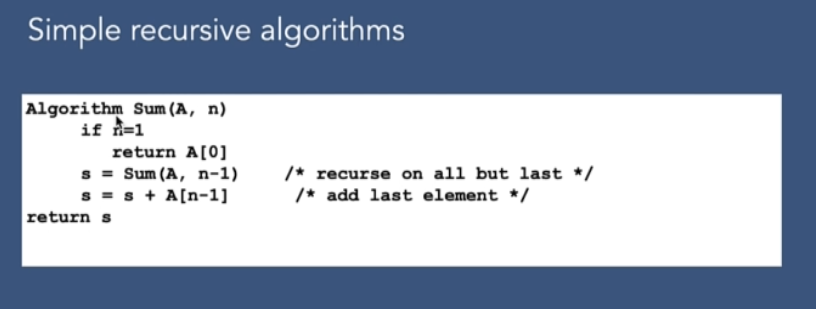 Simple recursive algorithms
Algorithm Sum(A, n)
if n=1
return A[0]
s = Sum(A, n-1) /* recurse on all but last */
s = s + A[n-1] /* add last element */
return s